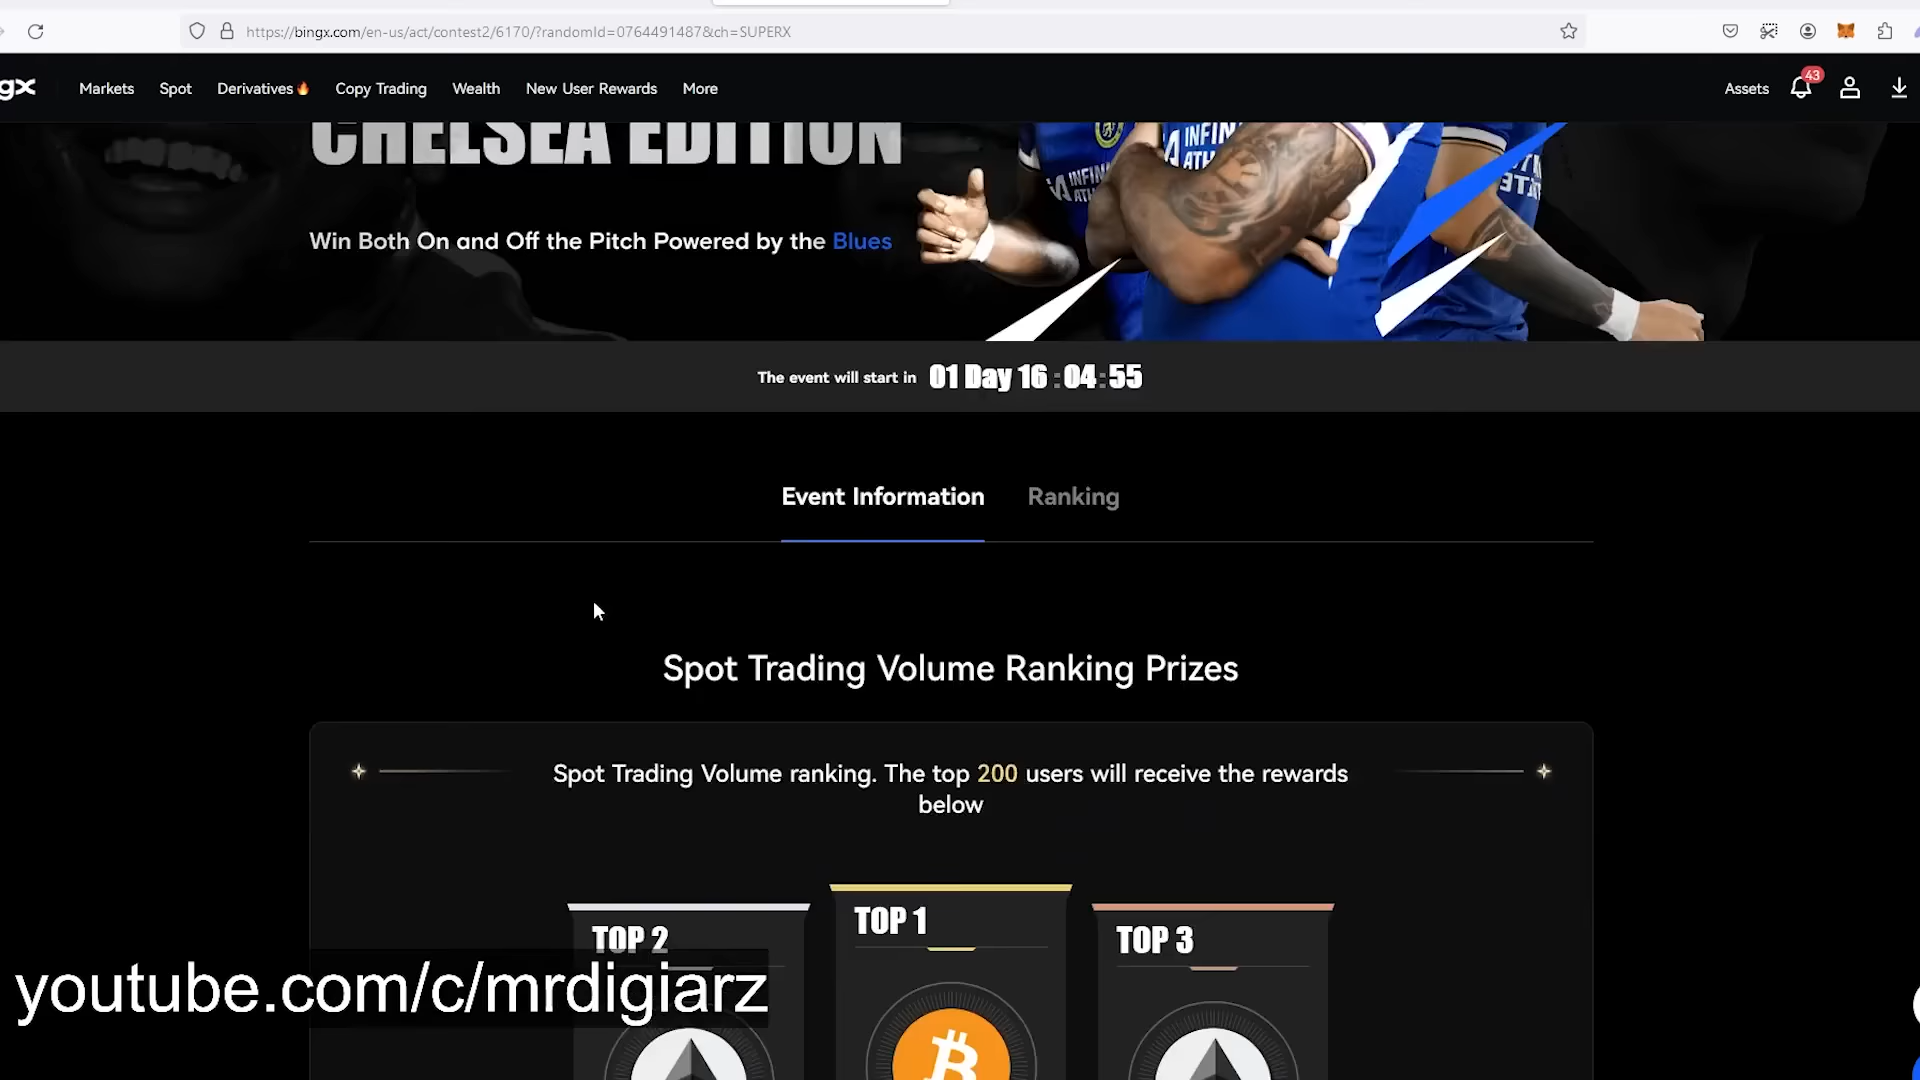 https://bingx.com/en-us/act/contest2/6170/?randomId=0764491487&ch=SUPERX
gX Markets Spot Derivatives Copy Trading Wealth New User Rewards More Assets 43
CHELSEA EDITION
Win Both On and Off the Pitch Powered by the Blues
INFIN
ATH
INFIN
ATH
The event will start in 01 Day 16 : 04 : 55
Event Information Ranking
Spot Trading Volume Ranking Prizes
Spot Trading Volume ranking. The top 200 users will receive the rewards
below
TOP 2 TOP 1 TOP 3
youtube.com/c/mrdigiarz